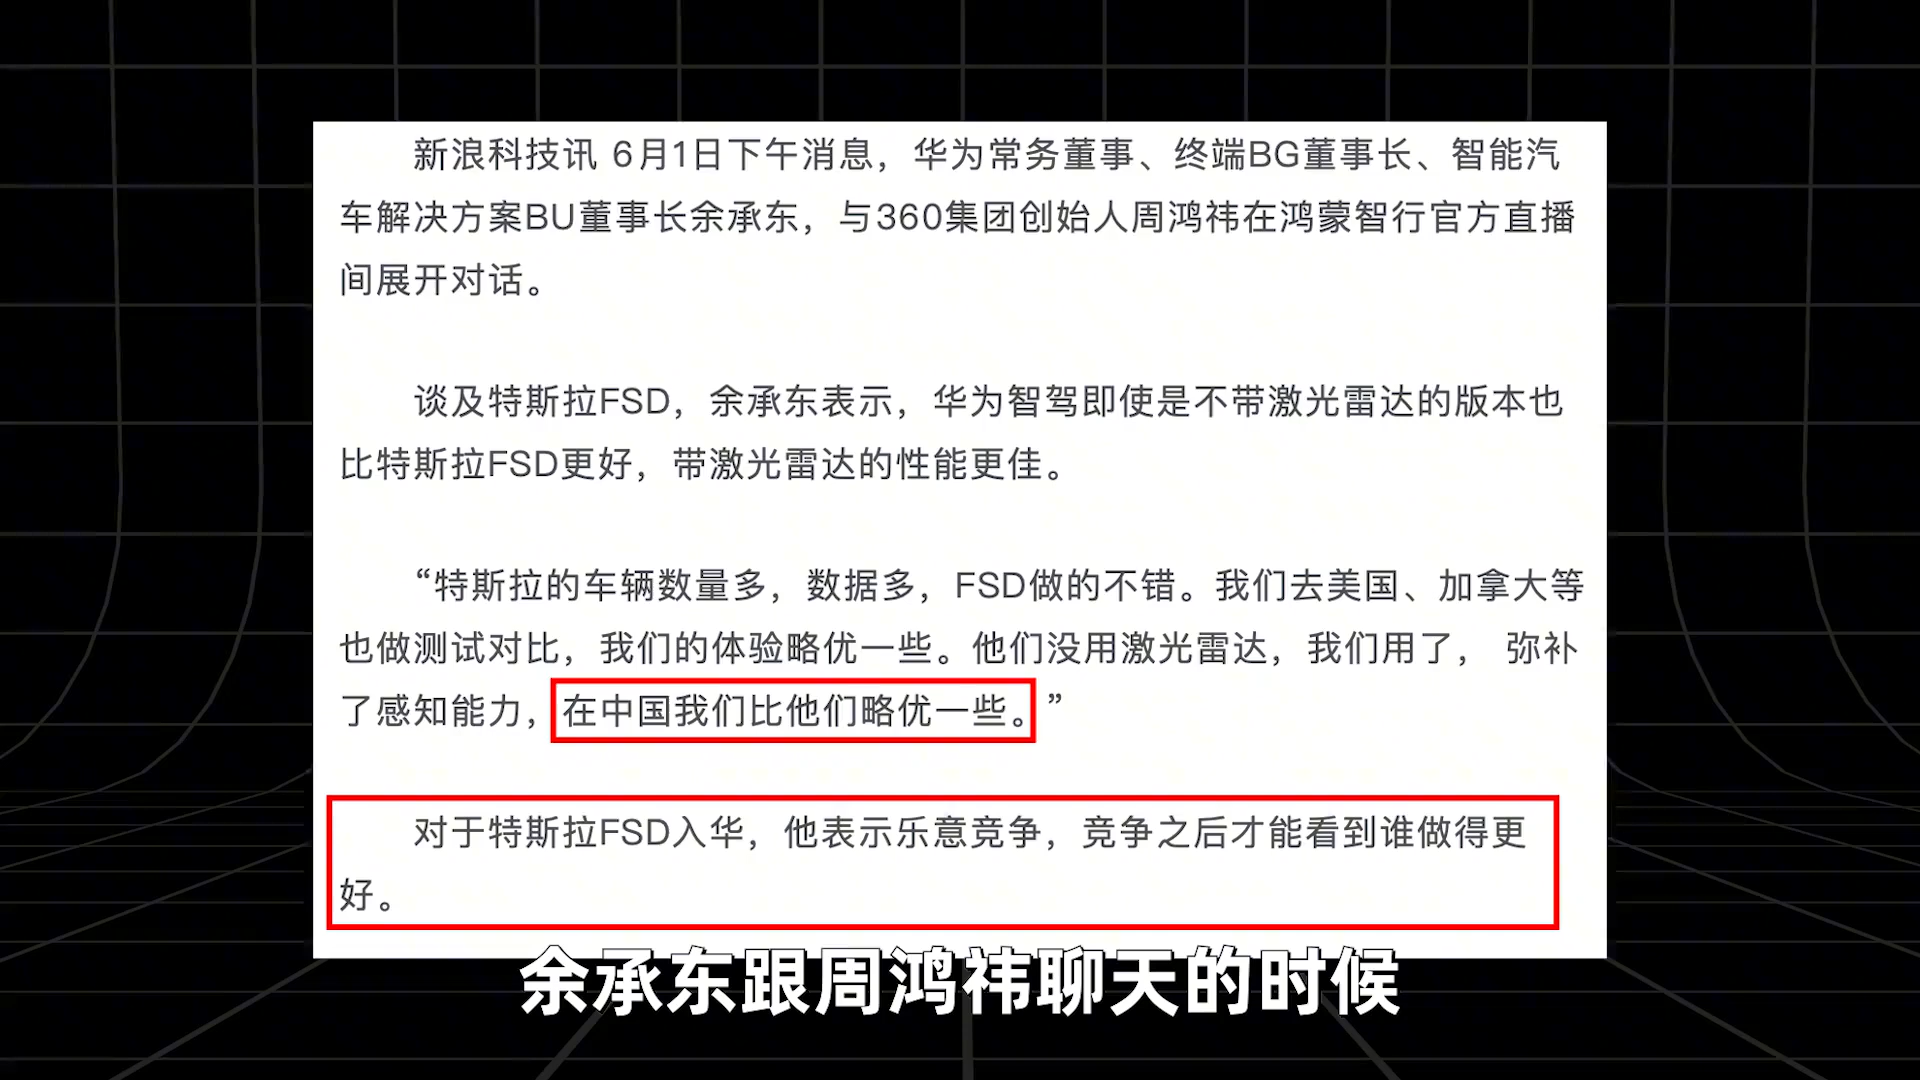 新浪科技讯 6月1日下午消息，华为常务董事、终端BG董事长、智能汽
车解决方案BU董事长余承东，与360集团创始人周鸿祎在鸿蒙智行官方直播
间展开对话。
谈及特斯拉FSD，余承东表示，华为智驾即使是不带激光雷达的版本也
比特斯拉FSD更好，带激光雷达的性能更佳。
“特斯拉的车辆数量多，数据多，FSD做的不错。我们去美国、加拿大等
也做测试对比，我们的体验略优一些。他们没用激光雷达，我们用了， 弥补
了感知能力，在中国我们比他们略优一些。”
对于特斯拉FSD入华，他表示乐意竞争，竞争之后才能看到谁做得更
好。
余承东跟周鸿祎聊天的时候